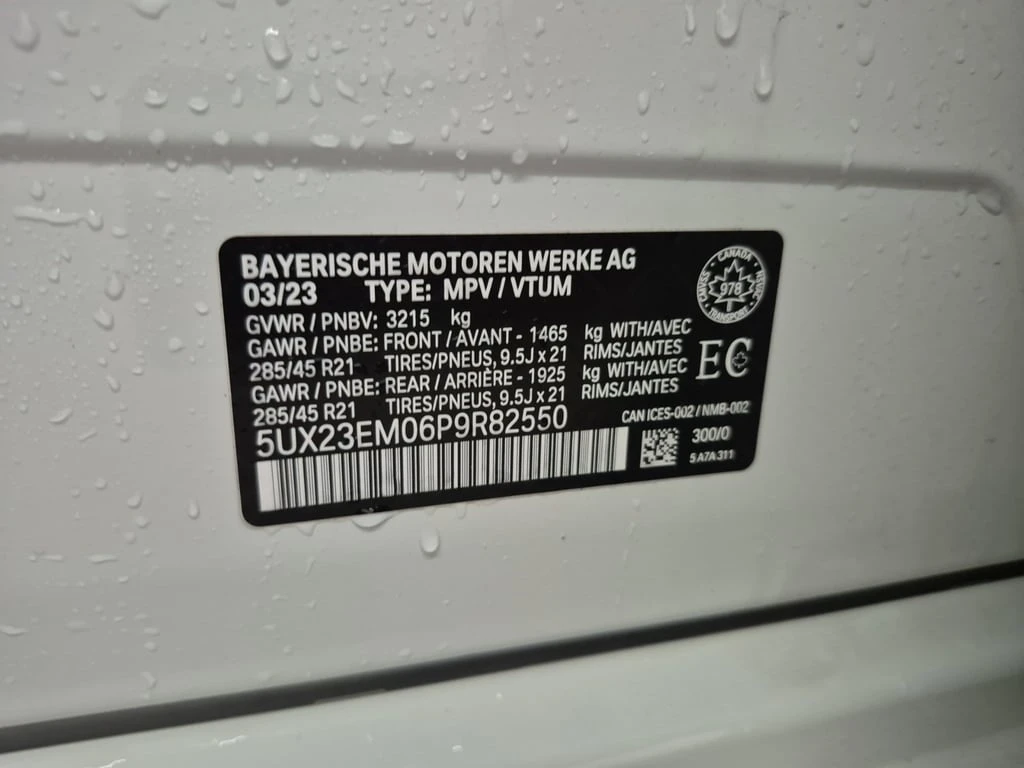 BAYERISCHE MOTOREN WERKE AG
03/23 TYPE: MPV / VTUM
GVWR / PNBV: 3215 kg
GAWR / PNBE: FRONT / AVANT - 1465 kg WITH/AVEC
285/45 R21 TIRES/PNEUS, 9.5J x 21 RIMS/JANTES
GAWR / PNBE: REAR / ARRIÈRE - 1925 kg WITH/AVEC
285/45 R21 TIRES/PNEUS, 9.5J x 21 RIMS/JANTES
5UX23EM06P9R82550
CANADA
978
TRANSPORT
EC
CAN ICES-002 / NMB-002
300/0
5A7A311